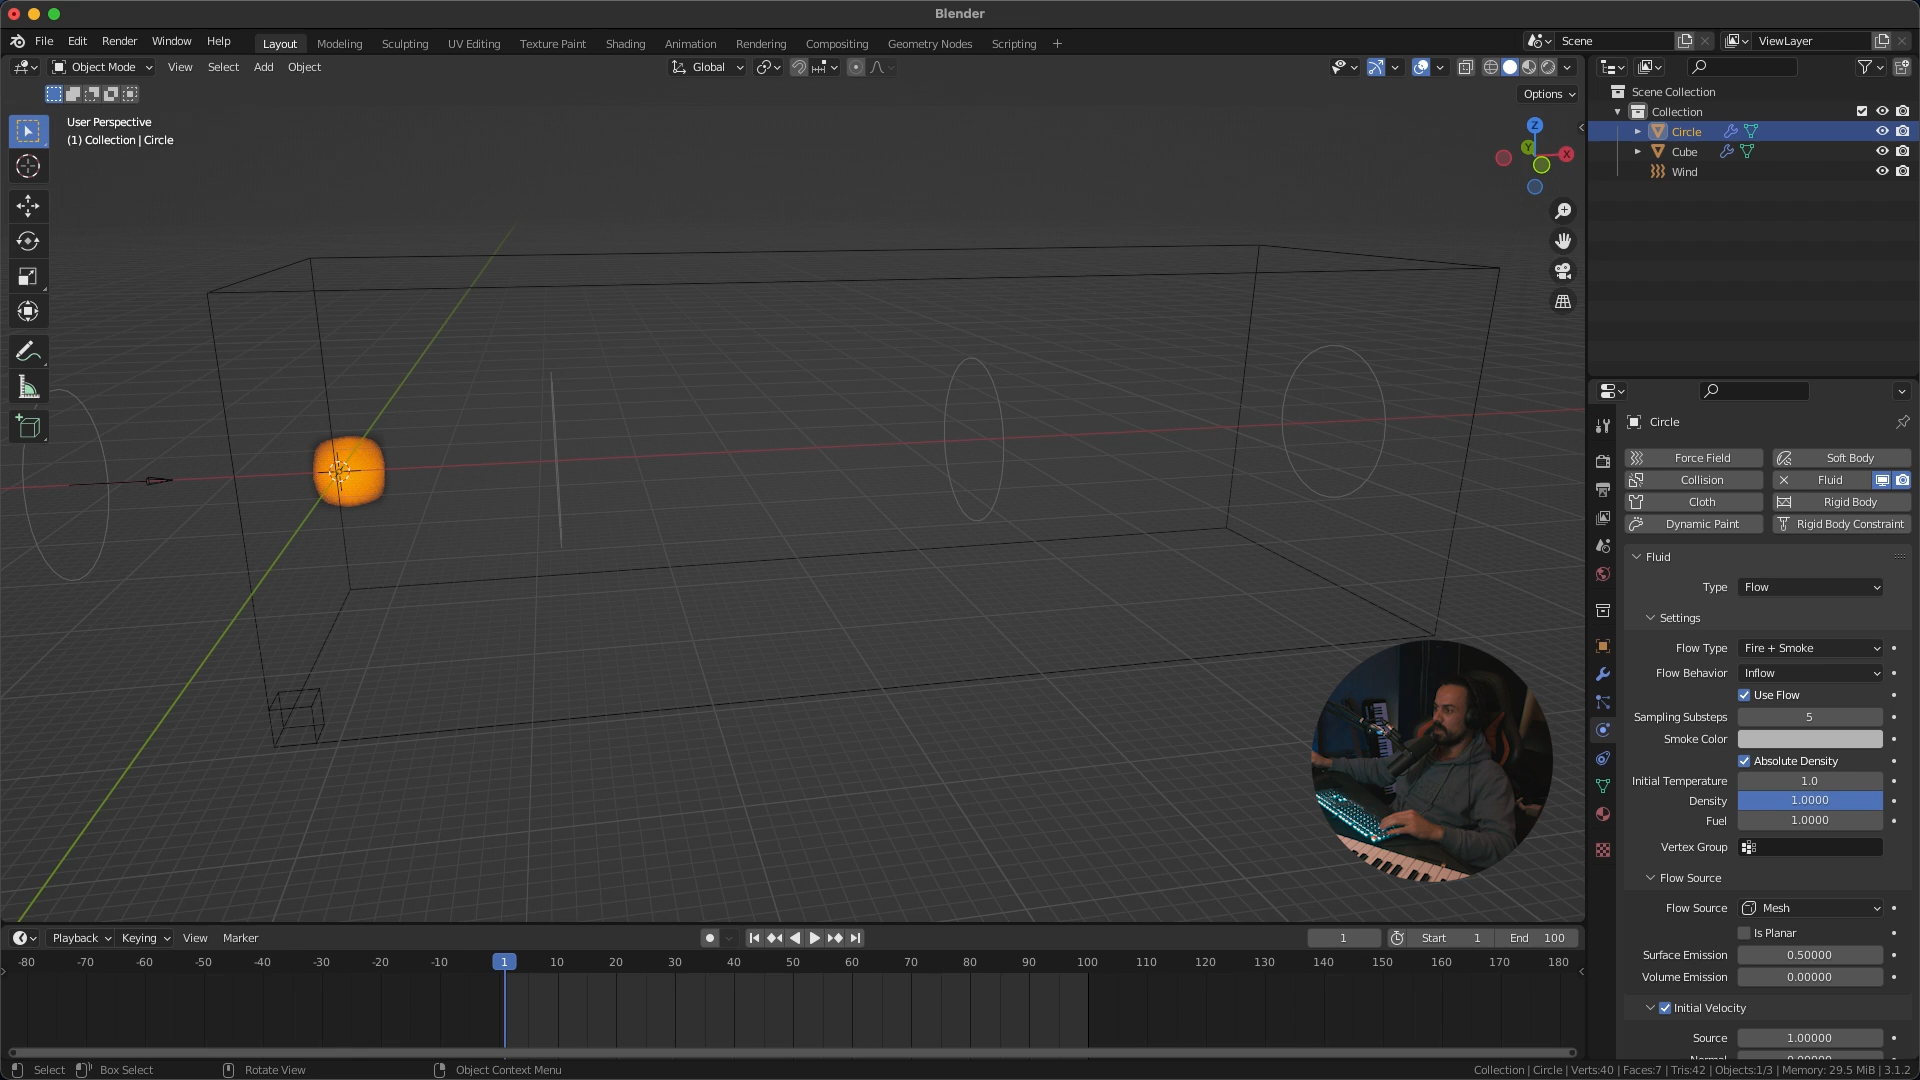 Blender
File Edit Render Window Help
Layout Modeling Sculpting UV Editing Texture Paint Shading Animation Rendering Compositing Geometry Nodes Scripting +
Scene
ViewLayer
Object Mode View Select Add Object
Global
Options
User Perspective
(1) Collection | Circle
Z
Y
X
Scene Collection
Collection
Circle
Cube
Wind
Circle
Force Field
Soft Body
Collision
Fluid
Cloth
Rigid Body
Dynamic Paint
Rigid Body Constraint
Fluid
Type Flow
Settings
Flow Type Fire + Smoke
Flow Behavior Inflow
Use Flow
Sampling Substeps 5
Smoke Color
Absolute Density
Initial Temperature 1.0
Density 1.0000
Fuel 1.0000
Vertex Group
Flow Source
Flow Source Mesh
Is Planar
Surface Emission 0.50000
Volume Emission 0.00000
Initial Velocity
Source 1.00000
Playback Keying View Marker
1
Start 1
End 100
-80 -70 -60 -50 -40 -30 -20 -10 1 10 20 30 40 50 60 70 80 90 100 110 120 130 140 150 160 170 180
Select Box Select Rotate View Object Context Menu
Collection | Circle | Verts:40 | Faces:7 | Tris:42 | Objects:1/3 | Memory: 29.5 MiB | 3.1.2